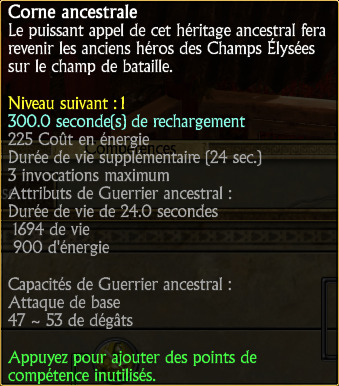 Corne ancestrale
Le puissant appel de cet héritage ancestral fera
revenir les anciens héros des Champs Élysées
sur le champ de bataille.
Niveau suivant : 1
300.0 seconde(s) de rechargement
225 Coût en énergie
Durée de vie supplémentaire (24 sec.)
Compétences
3 invocations maximum
Attributs de Guerrier ancestral :
Durée de vie de 24.0 secondes
1694 de vie
900 d'énergie
Capacités de Guerrier ancestral :
Attaque de base
47 ~ 53 de dégâts
Appuyez pour ajouter des points de
compétence inutilisés.